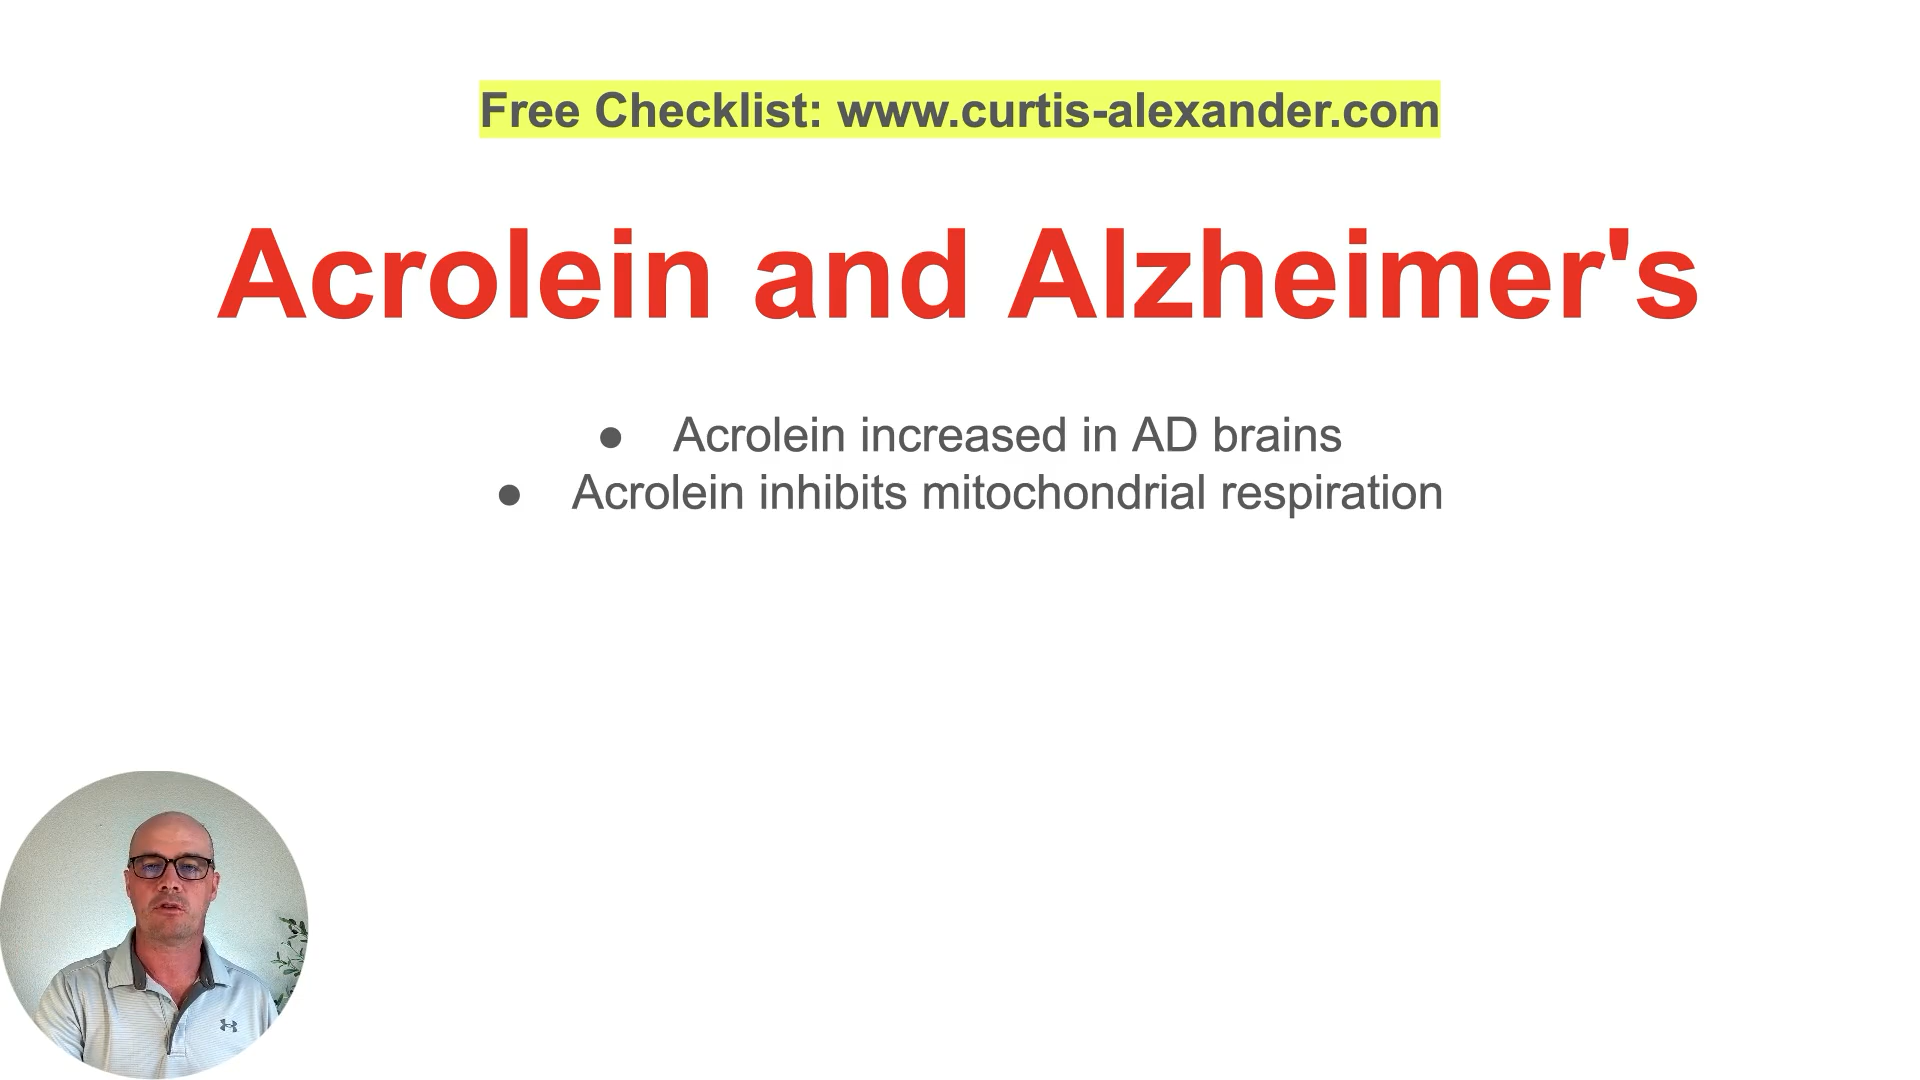 Free Checklist: www.curtis-alexander.com
Acrolein and Alzheimer's
● Acrolein increased in AD brains
● Acrolein inhibits mitochondrial respiration